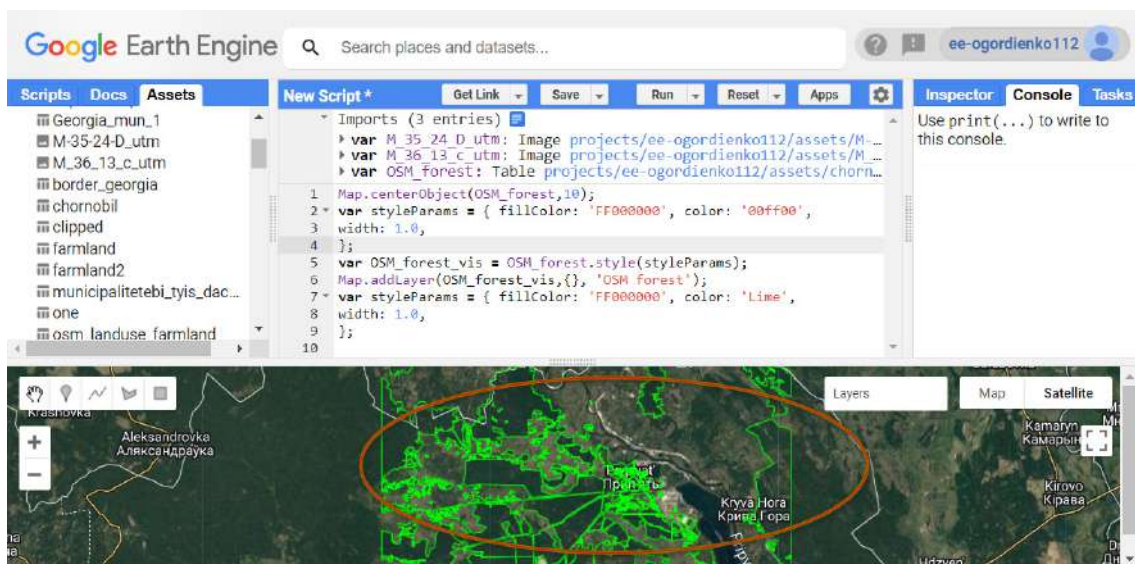 Google Earth Engine
Search places and datasets...
ee-ogordienko112
Scripts Docs Assets
Georgia_mun_1
M-35-24-D_utm
M_36_13_c_utm
border_georgia
chornobil
clipped
farmland
farmland2
municipalitetebi_tyis_dac...
one
osm_landuse_farmland
New Script *
Get Link Save Run Reset Apps
Imports (3 entries)
var M_35_24_D_utm: Image projects/ee-ogordienko112/assets/M-...
var M_36_13_c_utm: Image projects/ee-ogordienko112/assets/M_...
var OSM_forest: Table projects/ee-ogordienko112/assets/chorn...
1 Map.centerObject(OSM_forest,10);
2 var styleParams = { fillColor: 'FF000000', color: '00ff00',
3 width: 1.0,
4 };
5 var OSM_forest_vis = OSM_forest.style(styleParams);
6 Map.addLayer(OSM_forest_vis,{}, 'OSM forest');
7 var styleParams = { fillColor: 'FF000000', color: 'Lime',
8 width: 1.0,
9 };
10
Inspector Console Tasks
Use print(...) to write to
this console.
Layers
Map Satellite
Krashovka
Aleksandrovka
Аляксандраўка
Kamaryn
Камарын
Kirovo
Кірава
Kryva Hora
Крива Гора